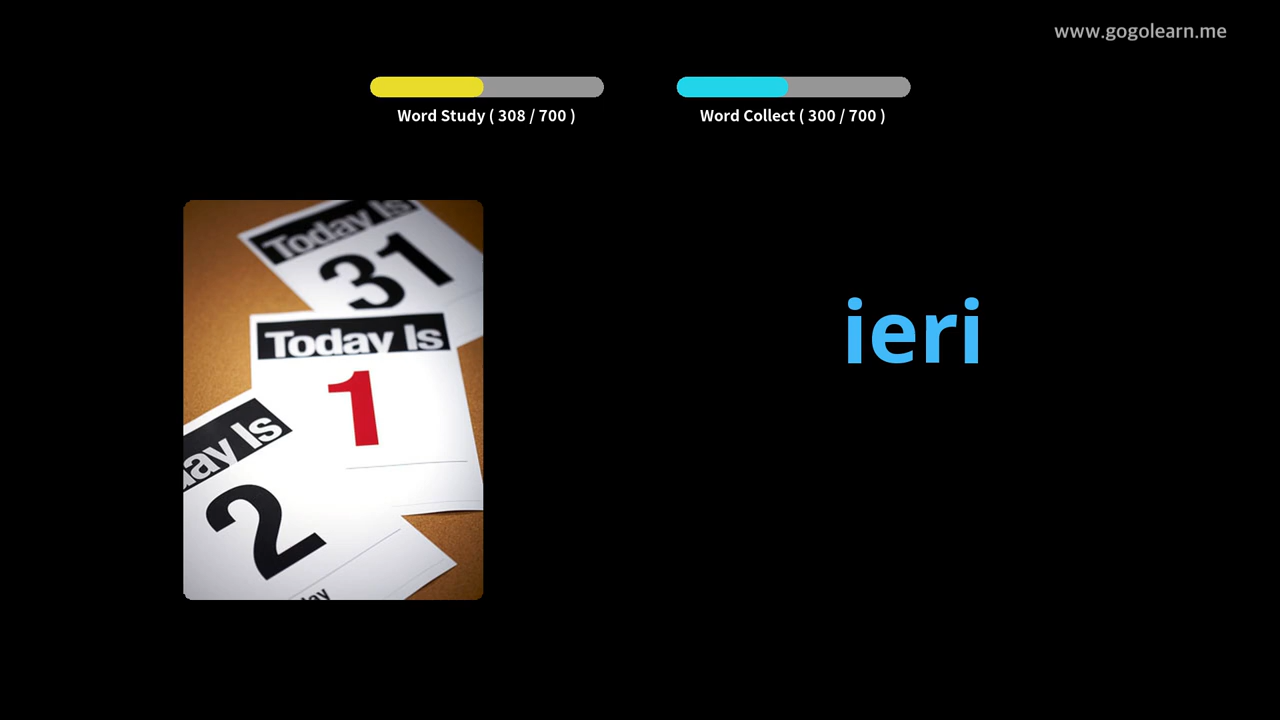 www.gogolearn.me
Word Study ( 308 / 700 )
Word Collect ( 300 / 700 )
Today Is
31
Today Is
1
ay Is
2
ieri